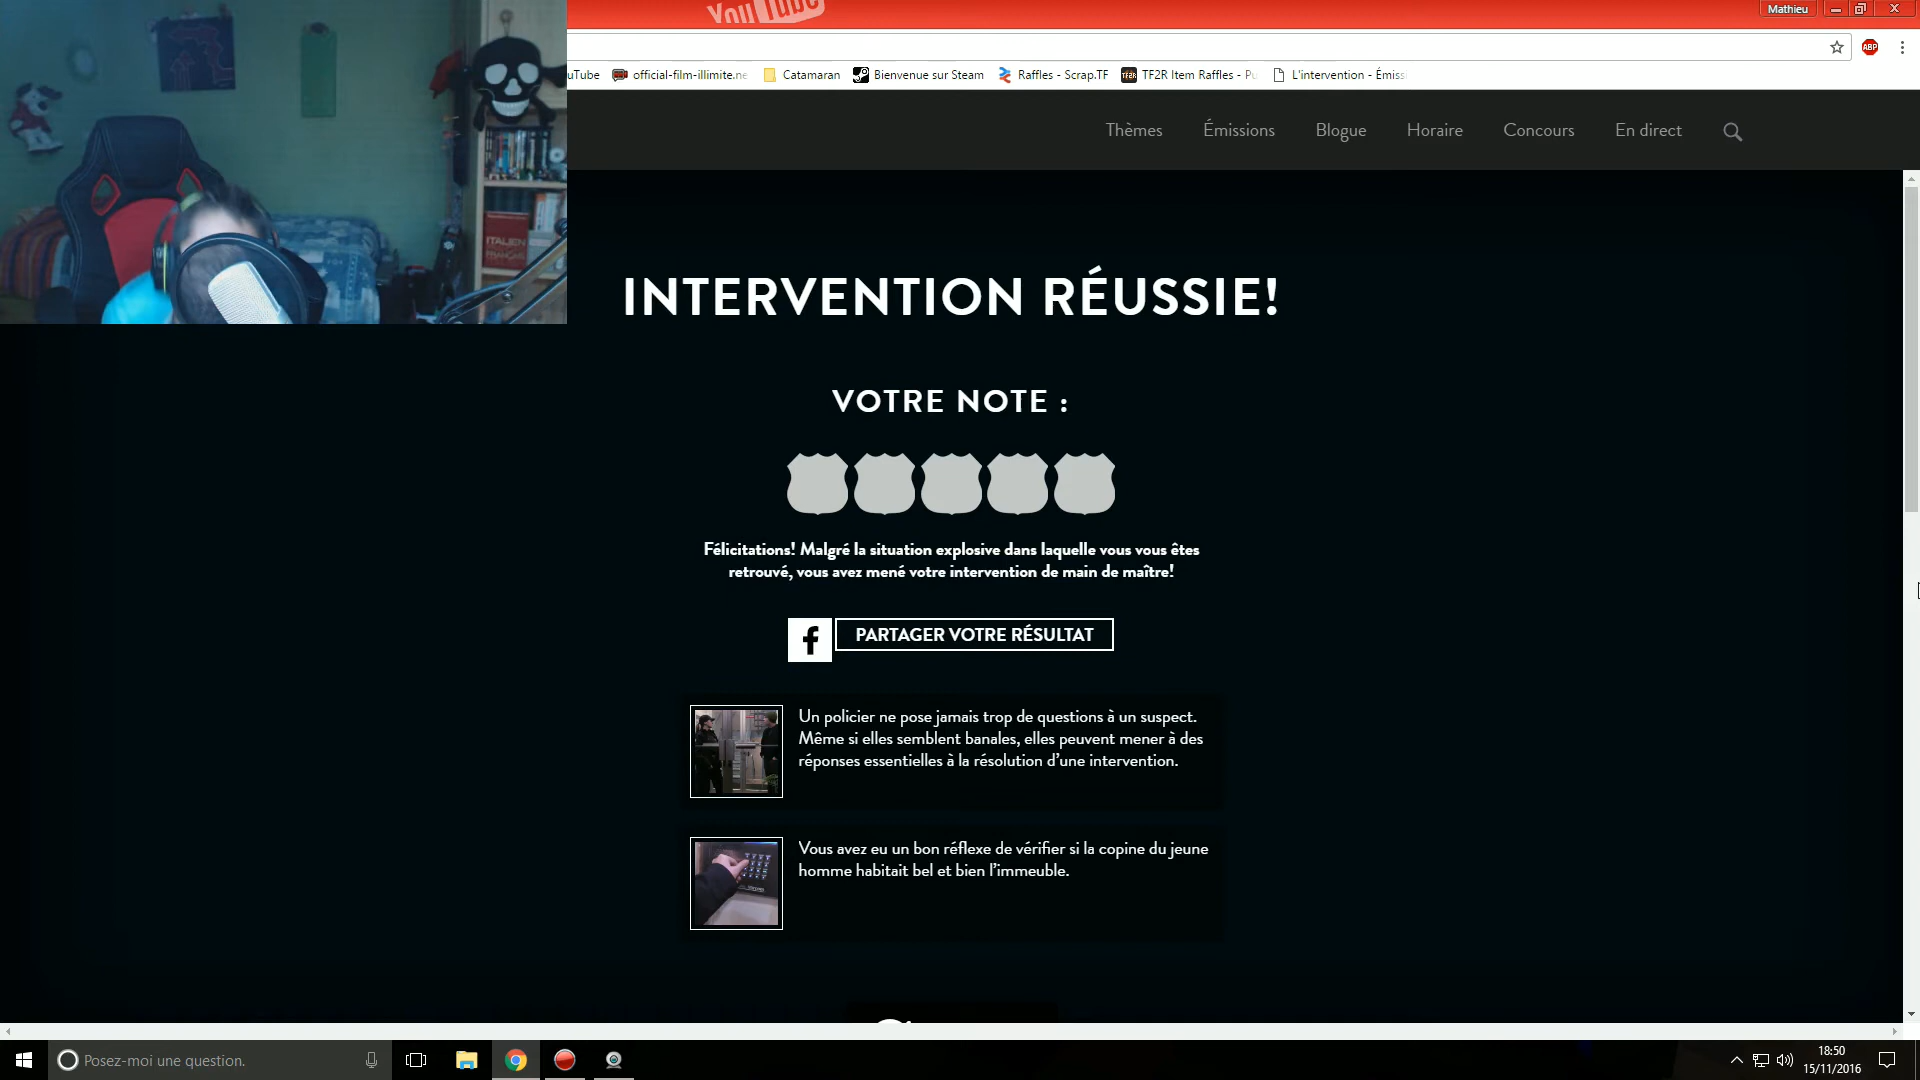 YouTube
Mathieu
uTube
official-film-illimite.ne
Catamaran
Bienvenue sur Steam
Raffles - Scrap.TF
TF2R Item Raffles - Pu
L'intervention - Émiss
ABP
Thèmes
Émissions
Blogue
Horaire
Concours
En direct
ITALIEN
FRANÇAIS
INTERVENTION RÉUSSIE!
VOTRE NOTE :
Félicitations! Malgré la situation explosive dans laquelle vous vous êtes
retrouvé, vous avez mené votre intervention de main de maître!
PARTAGER VOTRE RÉSULTAT
Un policier ne pose jamais trop de questions à un suspect.
Même si elles semblent banales, elles peuvent mener à des
réponses essentielles à la résolution d'une intervention.
Vous avez eu un bon réflexe de vérifier si la copine du jeune
homme habitait bel et bien l'immeuble.
Posez-moi une question.
18:50
15/11/2016